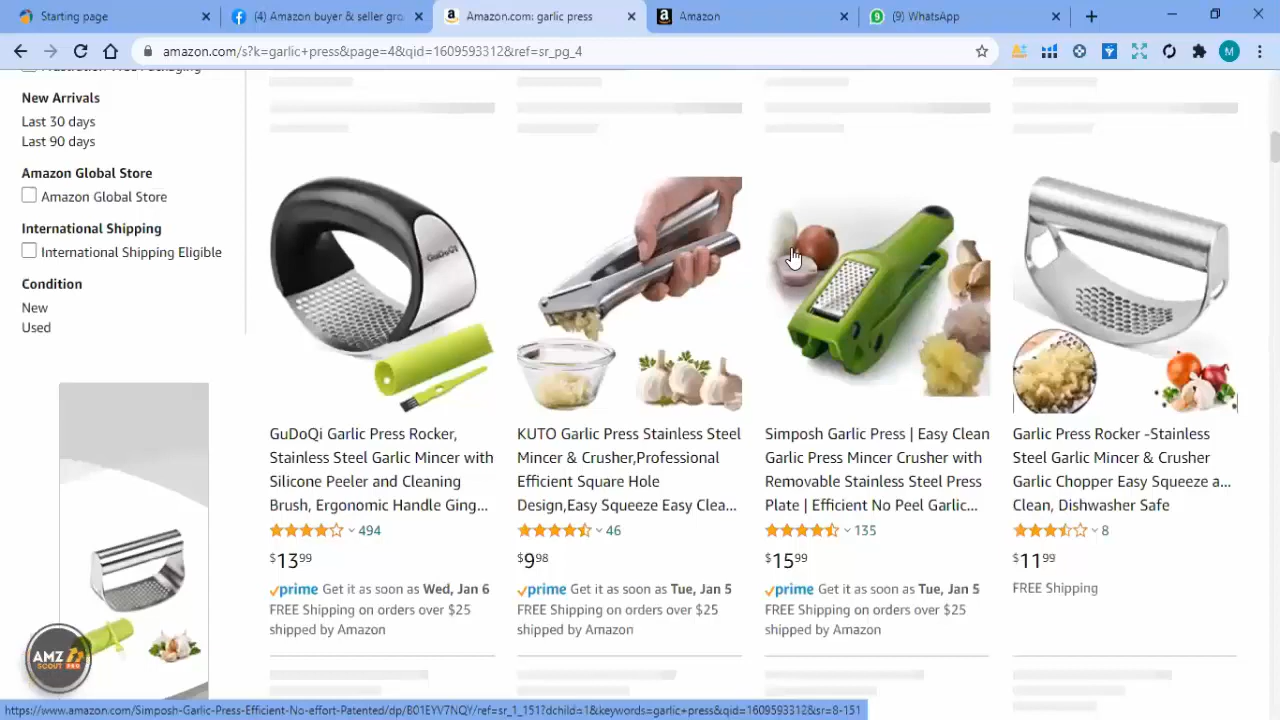 Starting page
(4) Amazon buyer & seller gro
Amazon.com: garlic press
Amazon
(9) WhatsApp
amazon.com/s?k=garlic+press&page=4&qid=1609593312&ref=sr_pg_4
M
New Arrivals
Last 30 days
Last 90 days
Amazon Global Store
Amazon Global Store
International Shipping
International Shipping Eligible
Condition
New
Used
GuDoQi
GuDoQi Garlic Press Rocker,
Stainless Steel Garlic Mincer with
Silicone Peeler and Cleaning
Brush, Ergonomic Handle Ging...
494
$13.99
prime Get it as soon as Wed, Jan 6
FREE Shipping on orders over $25
shipped by Amazon
KUTO Garlic Press Stainless Steel
Mincer & Crusher,Professional
Efficient Square Hole
Design,Easy Squeeze Easy Clea...
46
$9.98
prime Get it as soon as Tue, Jan 5
FREE Shipping on orders over $25
shipped by Amazon
Simposh Garlic Press | Easy Clean
Garlic Press Mincer Crusher with
Removable Stainless Steel Press
Plate | Efficient No Peel Garlic...
135
$15.99
prime Get it as soon as Tue, Jan 5
FREE Shipping on orders over $25
shipped by Amazon
Garlic Press Rocker -Stainless
Steel Garlic Mincer & Crusher
Garlic Chopper Easy Squeeze a...
Clean, Dishwasher Safe
8
$11.99
FREE Shipping
AMZ
SCOUT PRO
https://www.amazon.com/Simposh-Garlic-Press-Efficient-No-effort-Patented/dp/B01EYV7NQY/ref=sr_1_151?dchild=1&keywords=garlic+press&qid=1609593312&sr=8-151